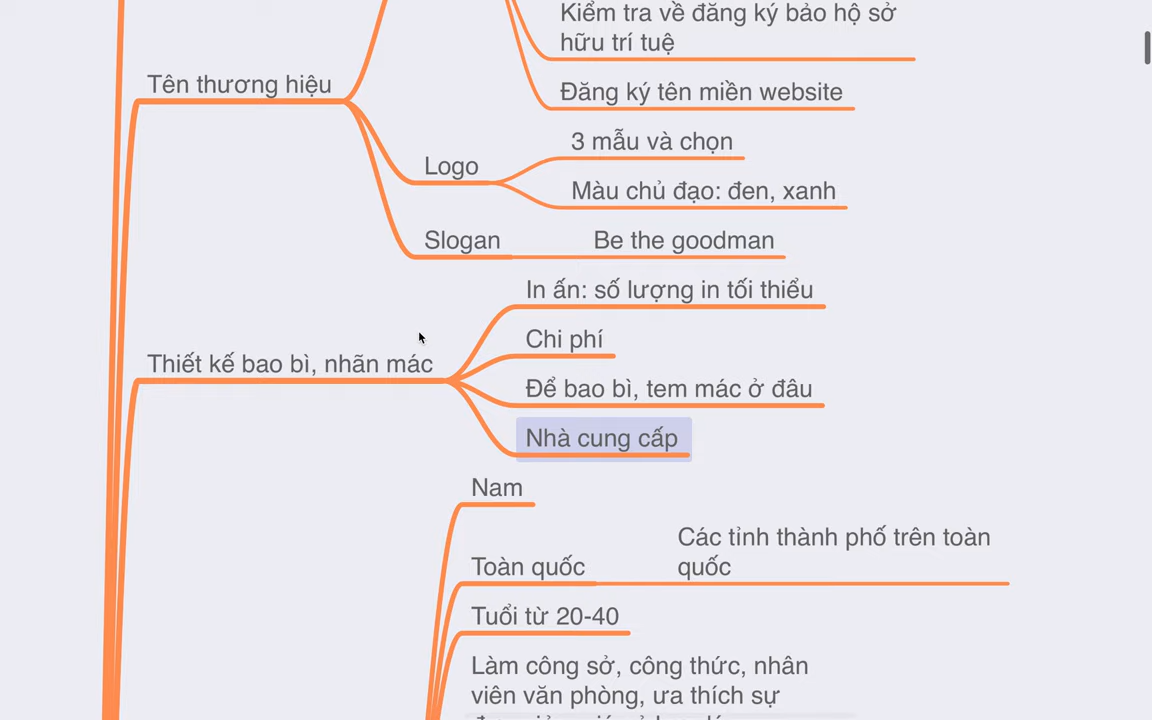 Kiểm tra về đăng ký bảo hộ sở
hữu trí tuệ
Tên thương hiệu
Đăng ký tên miền website
3 mẫu và chọn
Logo
Màu chủ đạo: đen, xanh
Slogan
Be the goodman
In ấn: số lượng in tối thiểu
Chi phí
Thiết kế bao bì, nhãn mác
Để bao bì, tem mác ở đâu
Nhà cung cấp
Nam
Các tỉnh thành phố trên toàn
quốc
Toàn quốc
Tuổi từ 20-40
Làm công sở, công thức, nhân
viên văn phòng, ưa thích sự